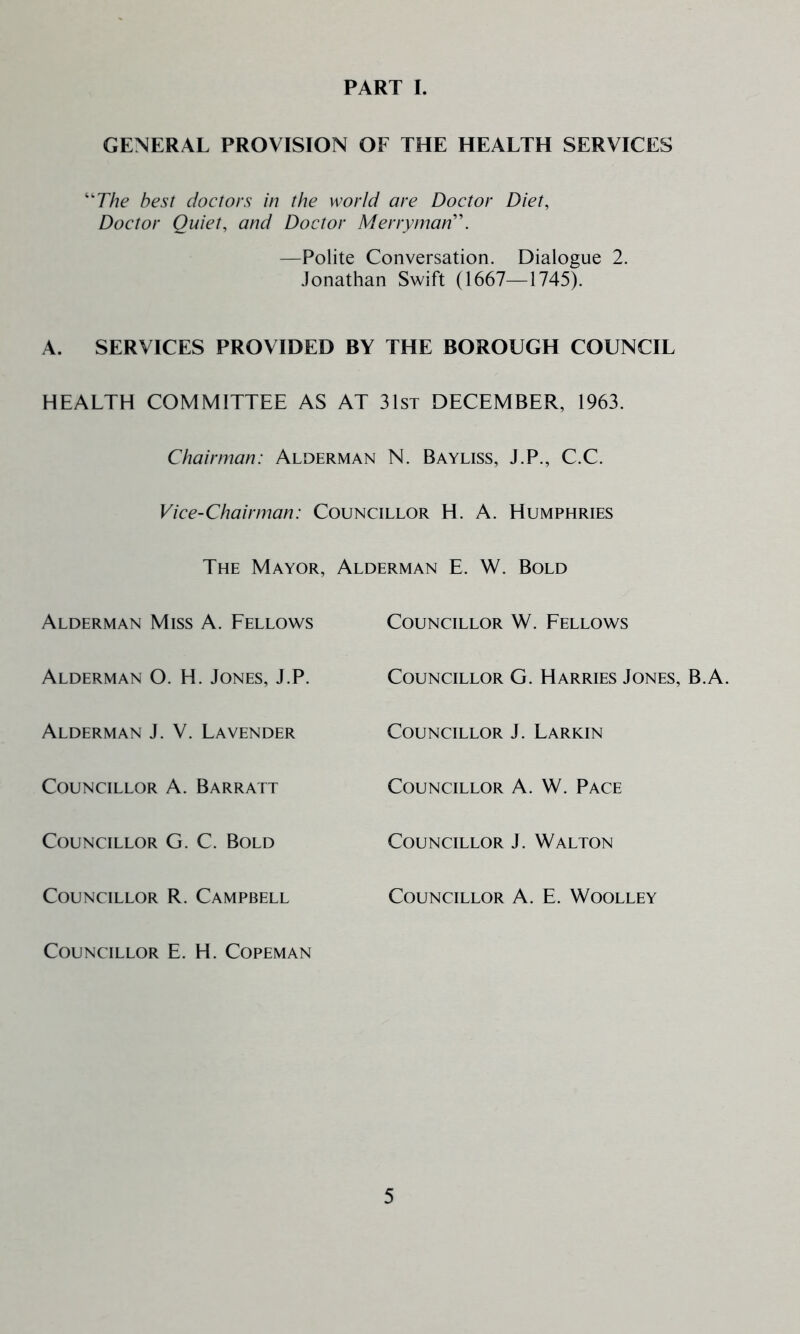 PART I.
GENERAL PROVISION OF THE HEALTH SERVICES
“The best doctors in the world are Doctor Diet,
Doctor Quiet, and Doctor Merryman”.
—Polite Conversation. Dialogue 2.
Jonathan Swift (1667—1745).
A. SERVICES PROVIDED BY THE BOROUGH COUNCIL
HEALTH COMMITTEE AS AT 31ST DECEMBER, 1963.
Chairman: ALDERMAN N. BAYLISS, J.P., C.C.
Vice-Chairman: COUNCILLOR H. A. HUMPHRIES
THE MAYOR, ALDERMAN E. W. BOLD
ALDERMAN MISS A. FELLOWS
ALDERMAN O. H. JONES, J.P.
ALDERMAN J. V. LAVENDER
COUNCILLOR A. BARRATT
COUNCILLOR G. C. BOLD
COUNCILLOR R. CAMPBELL
COUNCILLOR E. H. COPEMAN
COUNCILLOR W. FELLOWS
COUNCILLOR G. HARRIES JONES, B.A.
COUNCILLOR J. LARKIN
COUNCILLOR A. W. PACE
COUNCILLOR J. WALTON
COUNCILLOR A. E. WOOLLEY
5